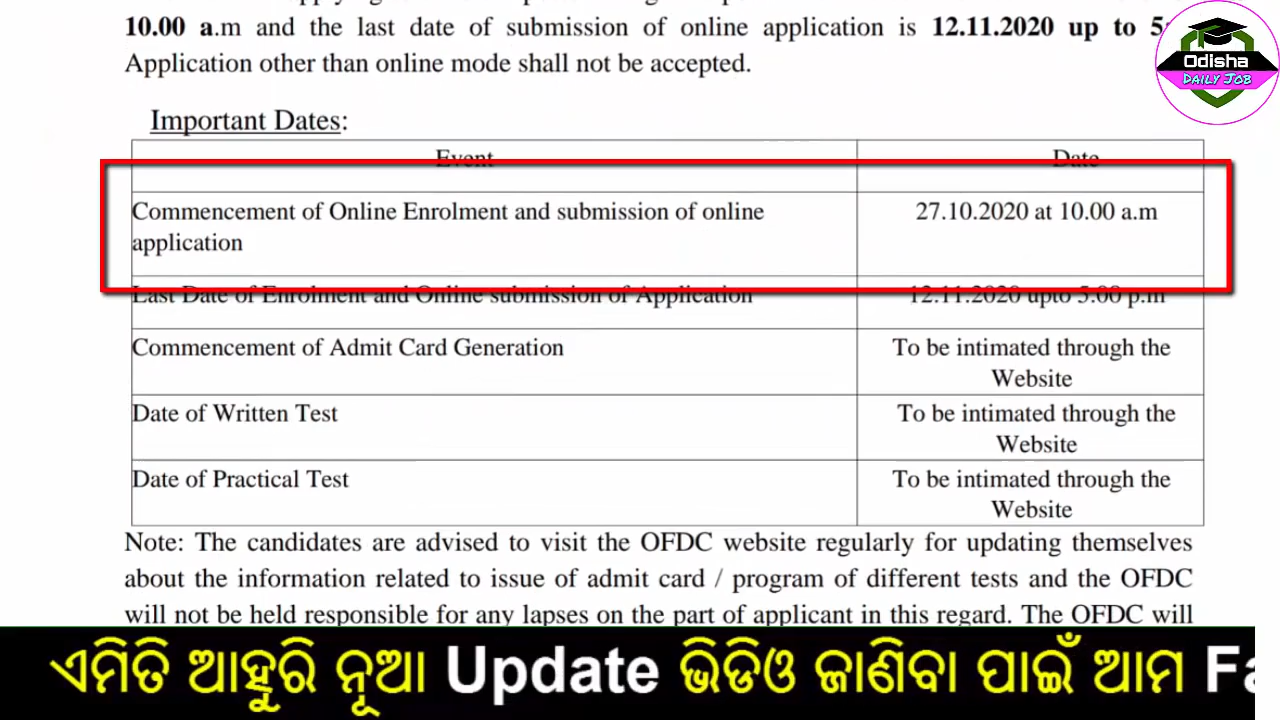 10.00 a.m and the last date of submission of online application is 12.11.2020 up to 5:
Application other than online mode shall not be accepted.
Odisha
DAILY JOB
Important Dates:
Event Date
Commencement of Online Enrolment and submission of online 27.10.2020 at 10.00 a.m
application
Last Date of Enrolment and Online submission of Application 12.11.2020 upto 5.00 p.m
Commencement of Admit Card Generation To be intimated through the
Website
Date of Written Test To be intimated through the
Website
Date of Practical Test To be intimated through the
Website
Note: The candidates are advised to visit the OFDC website regularly for updating themselves
about the information related to issue of admit card / program of different tests and the OFDC
will not be held responsible for any lapses on the part of applicant in this regard. The OFDC will
ଏମିତି ଆହୁରି ନୂଆ Update ଭିଡିଓ ଜାଣିବା ପାଇଁ ଆମ Fa